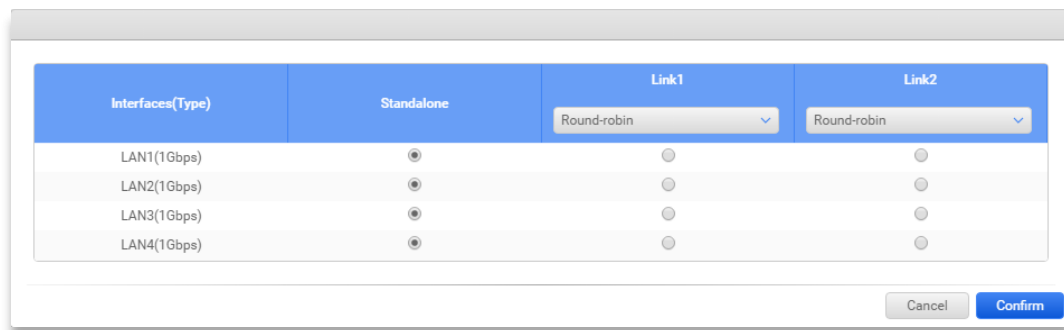 Interfaces(Type) Standalone Link1 Link2
Round-robin Round-robin
LAN1(1Gbps)
LAN2(1Gbps)
LAN3(1Gbps)
LAN4(1Gbps)
Cancel Confirm